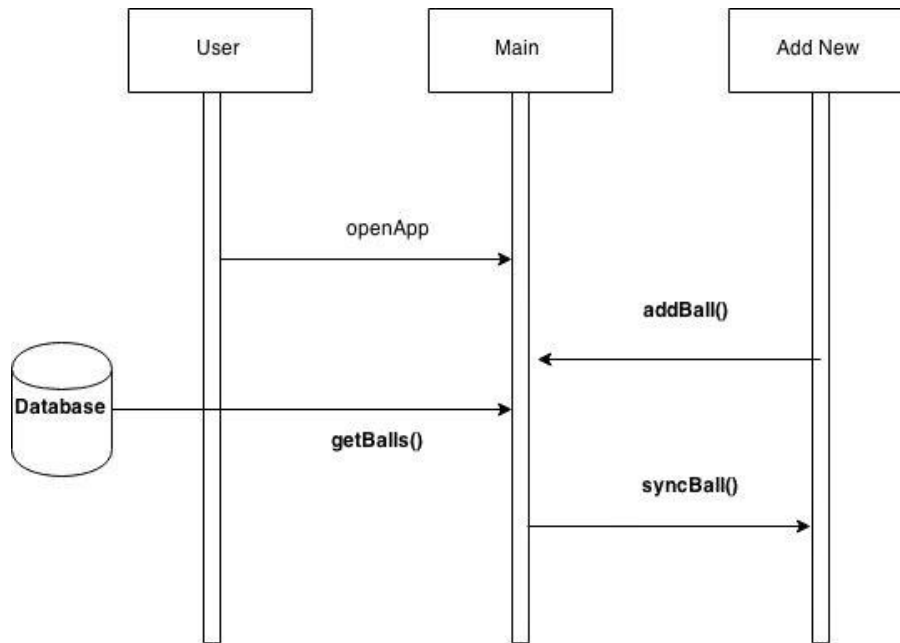 User
Main
Add New
openApp
addBall()
Database
getBalls()
syncBall()